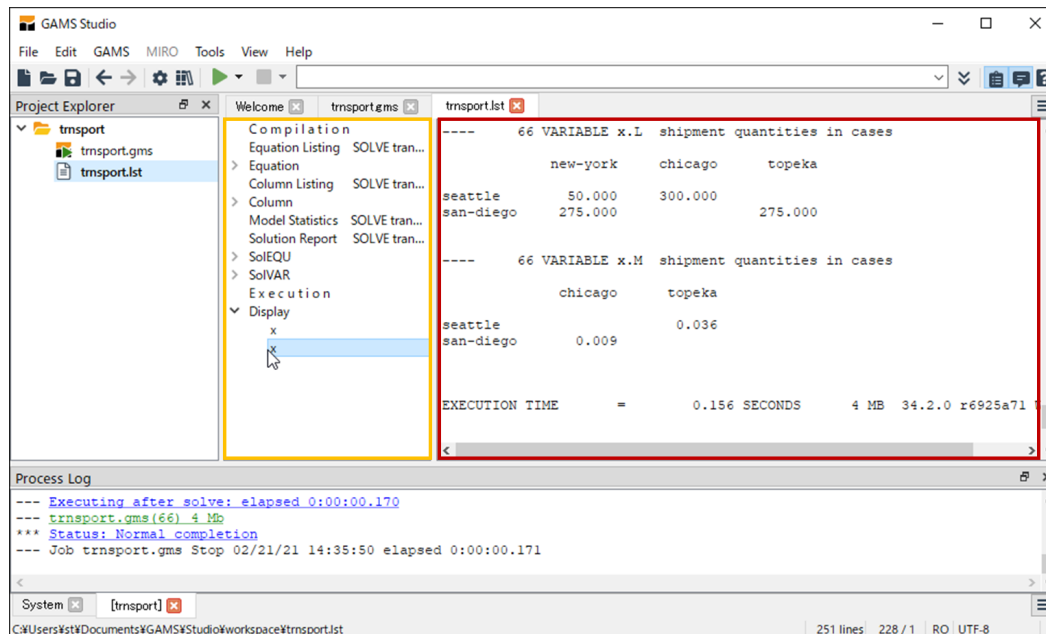 GAMS Studio
File Edit GAMS MIRO Tools View Help
Project Explorer
Welcome trnsport.gms trnsport.lst
trnsport
trnsport.gms
trnsport.lst
Compilation
Equation Listing SOLVE tran...
Equation
Column Listing SOLVE tran...
Column
Model Statistics SOLVE tran...
Solution Report SOLVE tran...
SolEQU
SolVAR
Execution
Display
x
x
---- 66 VARIABLE x.L shipment quantities in cases
new-york chicago topeka
seattle 50.000 300.000
san-diego 275.000 275.000
---- 66 VARIABLE x.M shipment quantities in cases
chicago topeka
seattle 0.036
san-diego 0.009
EXECUTION TIME = 0.156 SECONDS 4 MB 34.2.0 r6925a71
Process Log
--- Executing after solve: elapsed 0:00:00.170
--- trnsport.gms(66) 4 Mb
*** Status: Normal completion
--- Job trnsport.gms Stop 02/21/21 14:35:50 elapsed 0:00:00.171
System [trnsport]
C:¥Users¥st¥Documents¥GAMS¥Studio¥workspace¥trnsport.lst 251 lines 228 / 1 RO UTF-8